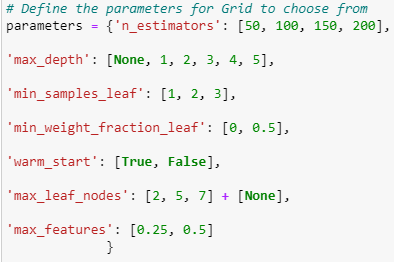 # Define the parameters for Grid to choose from
parameters = {'n_estimators': [50, 100, 150, 200],
'max_depth': [None, 1, 2, 3, 4, 5],
'min_samples_leaf': [1, 2, 3],
'min_weight_fraction_leaf': [0, 0.5],
'warm_start': [True, False],
'max_leaf_nodes': [2, 5, 7] + [None],
'max_features': [0.25, 0.5]
}